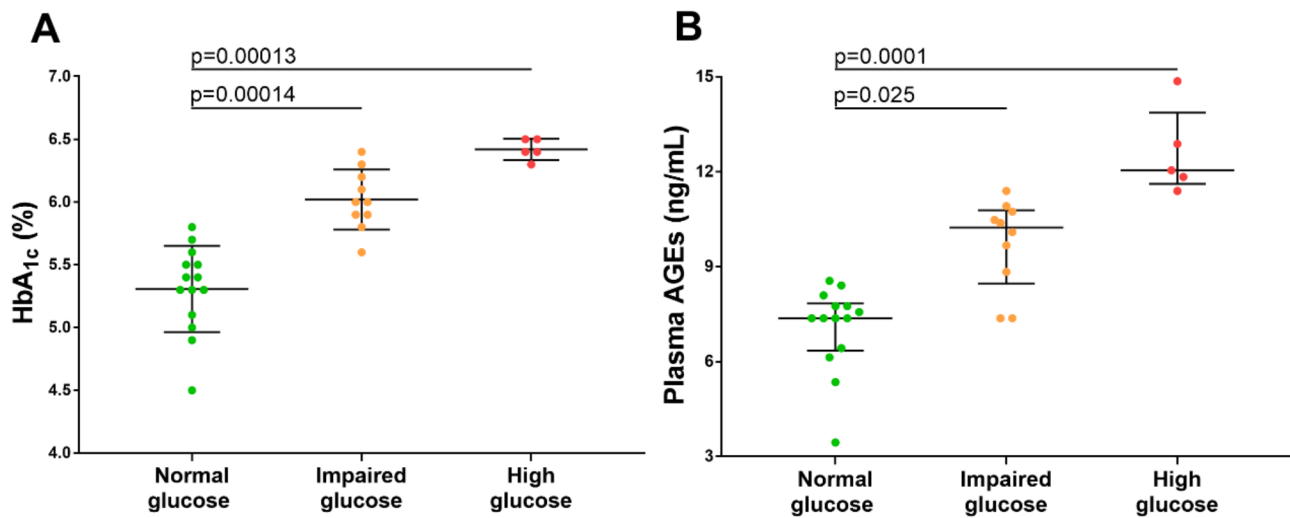 A
p=0.00013
p=0.00014
HbA1c (%)
7.0
6.5
6.0
5.5
5.0
4.5
4.0
Normal glucose
Impaired glucose
High glucose
B
p=0.0001
p=0.025
Plasma AGEs (ng/mL)
15
12
9
6
3
Normal glucose
Impaired glucose
High glucose